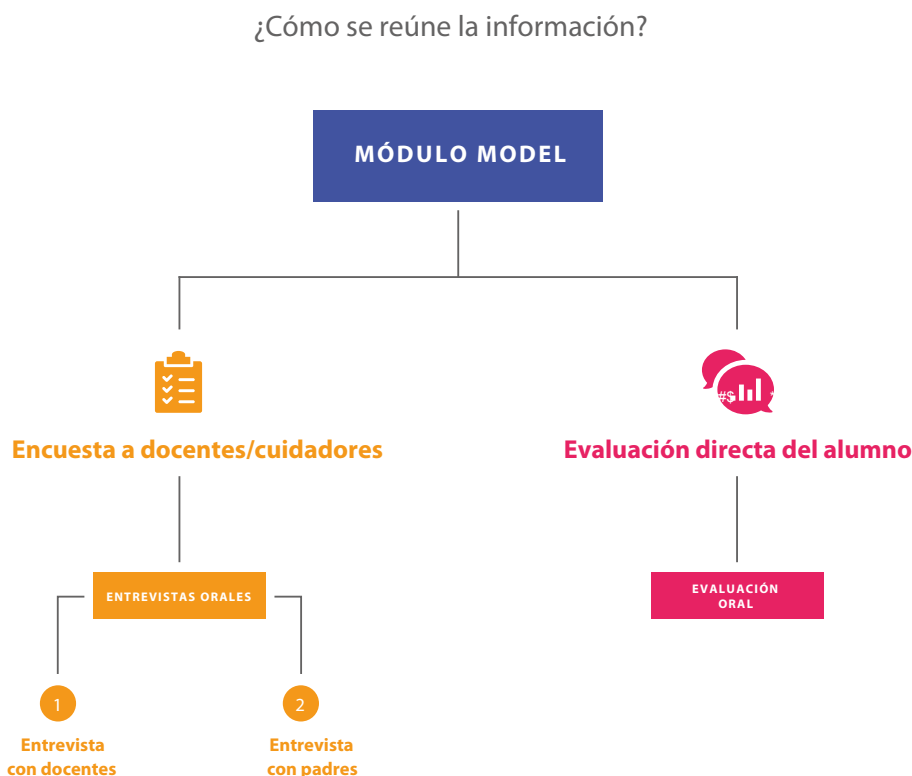 ¿Cómo se reúne la información?
MÓDULO MODEL
#$
Encuesta a docentes/cuidadores
Evaluación directa del alumno
ENTREVISTAS ORALES
EVALUACIÓN
ORAL
1
2
Entrevista
con docentes
Entrevista
con padres